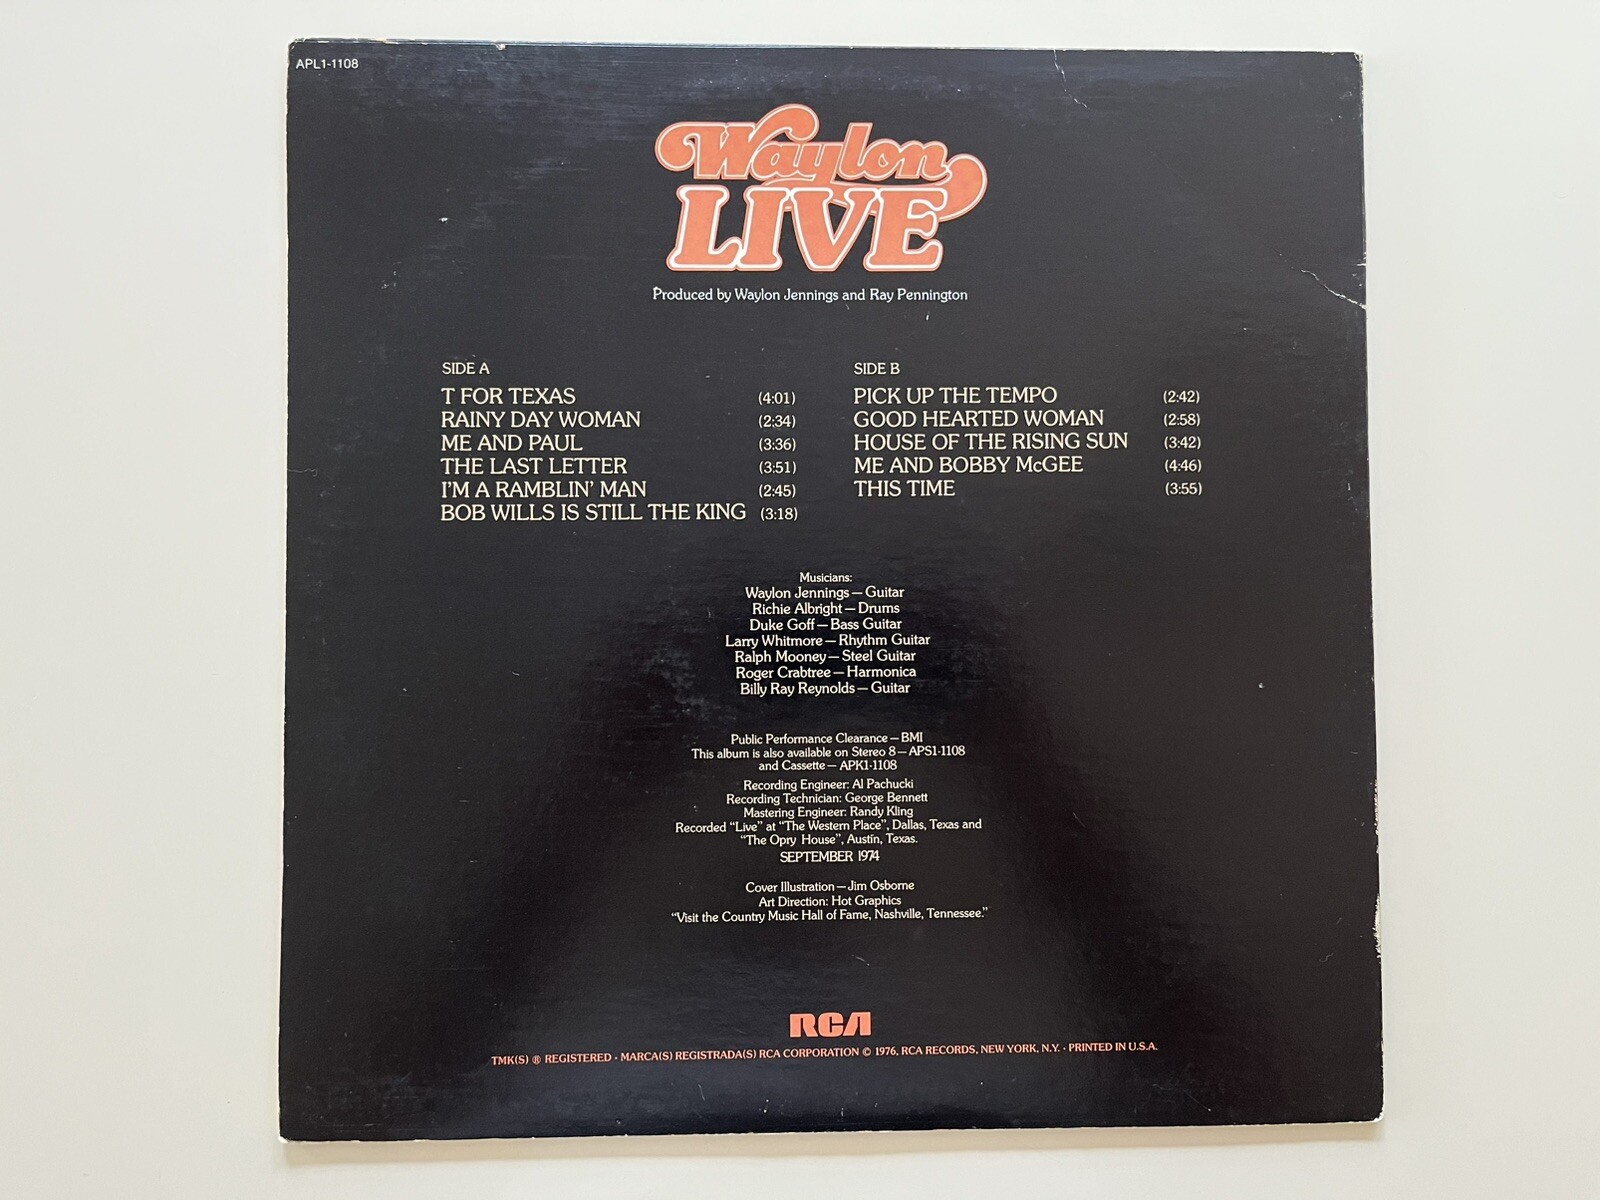 APL1-1108
Waylon
LIVE
Produced by Waylon Jennings and Ray Pennington
SIDE A
T FOR TEXAS (4:01)
RAINY DAY WOMAN (2:34)
ME AND PAUL (3:36)
THE LAST LETTER (3:51)
I'M A RAMBLIN' MAN (2:45)
BOB WILLS IS STILL THE KING (3:18)
SIDE B
PICK UP THE TEMPO (2:42)
GOOD HEARTED WOMAN (2:58)
HOUSE OF THE RISING SUN (3:42)
ME AND BOBBY McGEE (4:46)
THIS TIME (3:55)
Musicians:
Waylon Jennings — Guitar
Richie Albright — Drums
Duke Goff — Bass Guitar
Larry Whitmore — Rhythm Guitar
Ralph Mooney — Steel Guitar
Roger Crabtree — Harmonica
Billy Ray Reynolds — Guitar
Public Performance Clearance — BMI
This album is also available on Stereo 8 — APS1-1108
and Cassette — APK1-1108
Recording Engineer: Al Pachucki
Recording Technician: George Bennett
Mastering Engineer: Randy Kling
Recorded "Live" at "The Western Place", Dallas, Texas and
"The Opry House", Austin, Texas.
SEPTEMBER 1974
Cover Illustration — Jim Osborne
Art Direction: Hot Graphics
"Visit the Country Music Hall of Fame, Nashville, Tennessee."
RCA
TMK(S) ® REGISTERED · MARCA(S) REGISTRADA(S) RCA CORPORATION © 1976, RCA RECORDS, NEW YORK, N.Y. · PRINTED IN U.S.A.